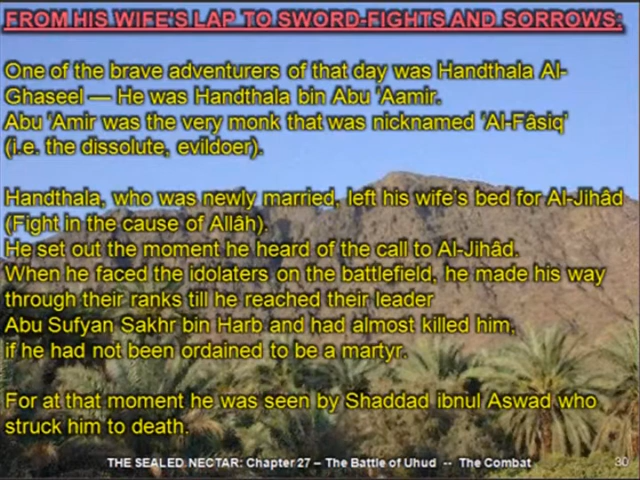 FROM HIS WIFE'S LAP TO SWORD-FIGHTS AND SORROWS:
One of the brave adventurers of that day was Handthala Al-
Ghaseel — He was Handthala bin Abu 'Aamir.
Abu 'Amir was the very monk that was nicknamed 'Al-Fâsiq'
(i.e. the dissolute, evildoer).
Handthala, who was newly married, left his wife's bed for Al-Jihâd
(Fight in the cause of Allâh).
He set out the moment he heard of the call to Al-Jihâd.
When he faced the idolaters on the battlefield, he made his way
through their ranks till he reached their leader
Abu Sufyan Sakhr bin Harb and had almost killed him,
if he had not been ordained to be a martyr.
For at that moment he was seen by Shaddad ibnul Aswad who
struck him to death.
THE SEALED NECTAR: Chapter 27 – The Battle of Uhud -- The Combat
30